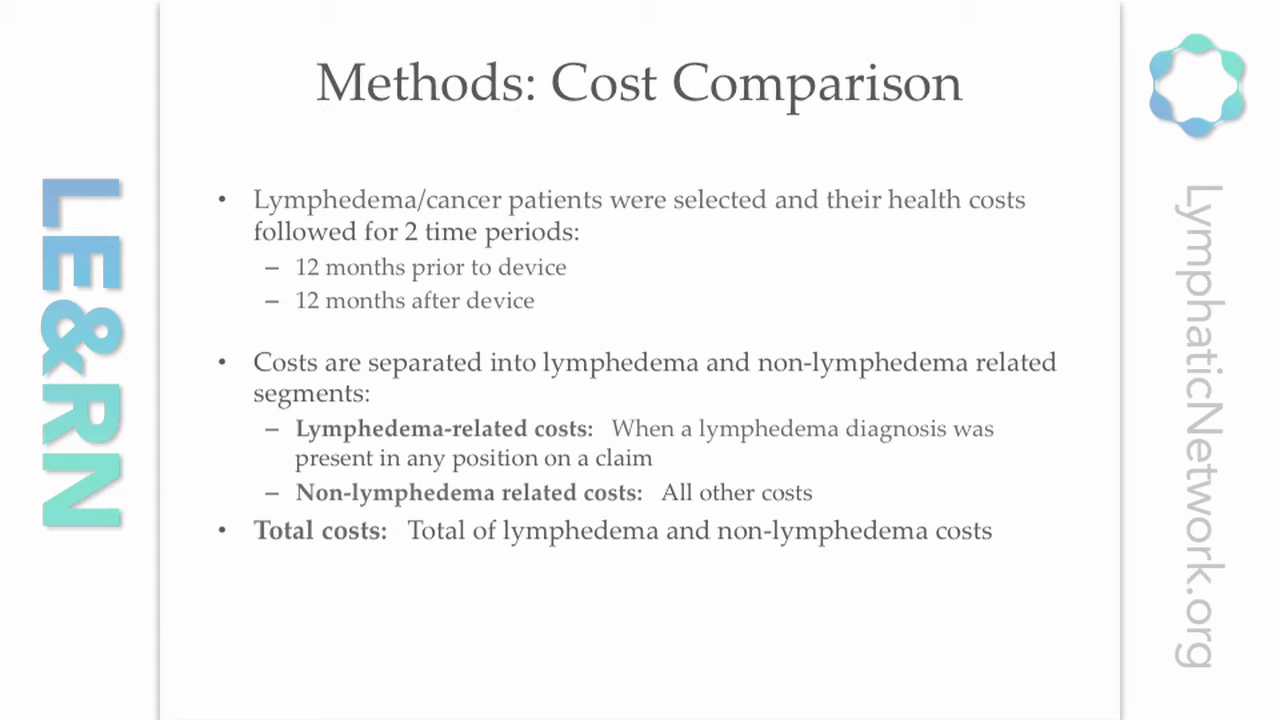 Methods: Cost Comparison
• Lymphedema/cancer patients were selected and their health costs
followed for 2 time periods:
– 12 months prior to device
– 12 months after device
• Costs are separated into lymphedema and non-lymphedema related
segments:
– Lymphedema-related costs: When a lymphedema diagnosis was
present in any position on a claim
– Non-lymphedema related costs: All other costs
• Total costs: Total of lymphedema and non-lymphedema costs
LE&RN
LymphaticNetwork.org